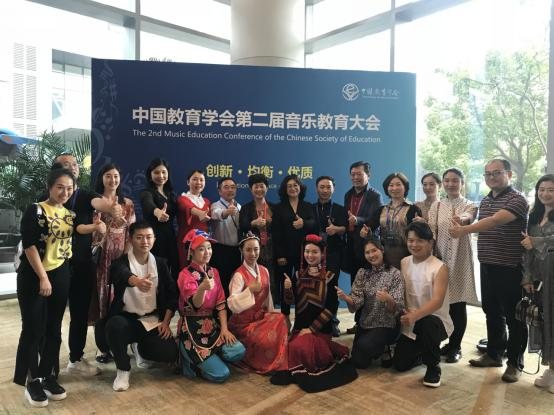 中国教育学会
中国教育学会第二届音乐教育大会
The 2nd Music Education Conference of the Chinese Society of Education
创新·均衡·优质